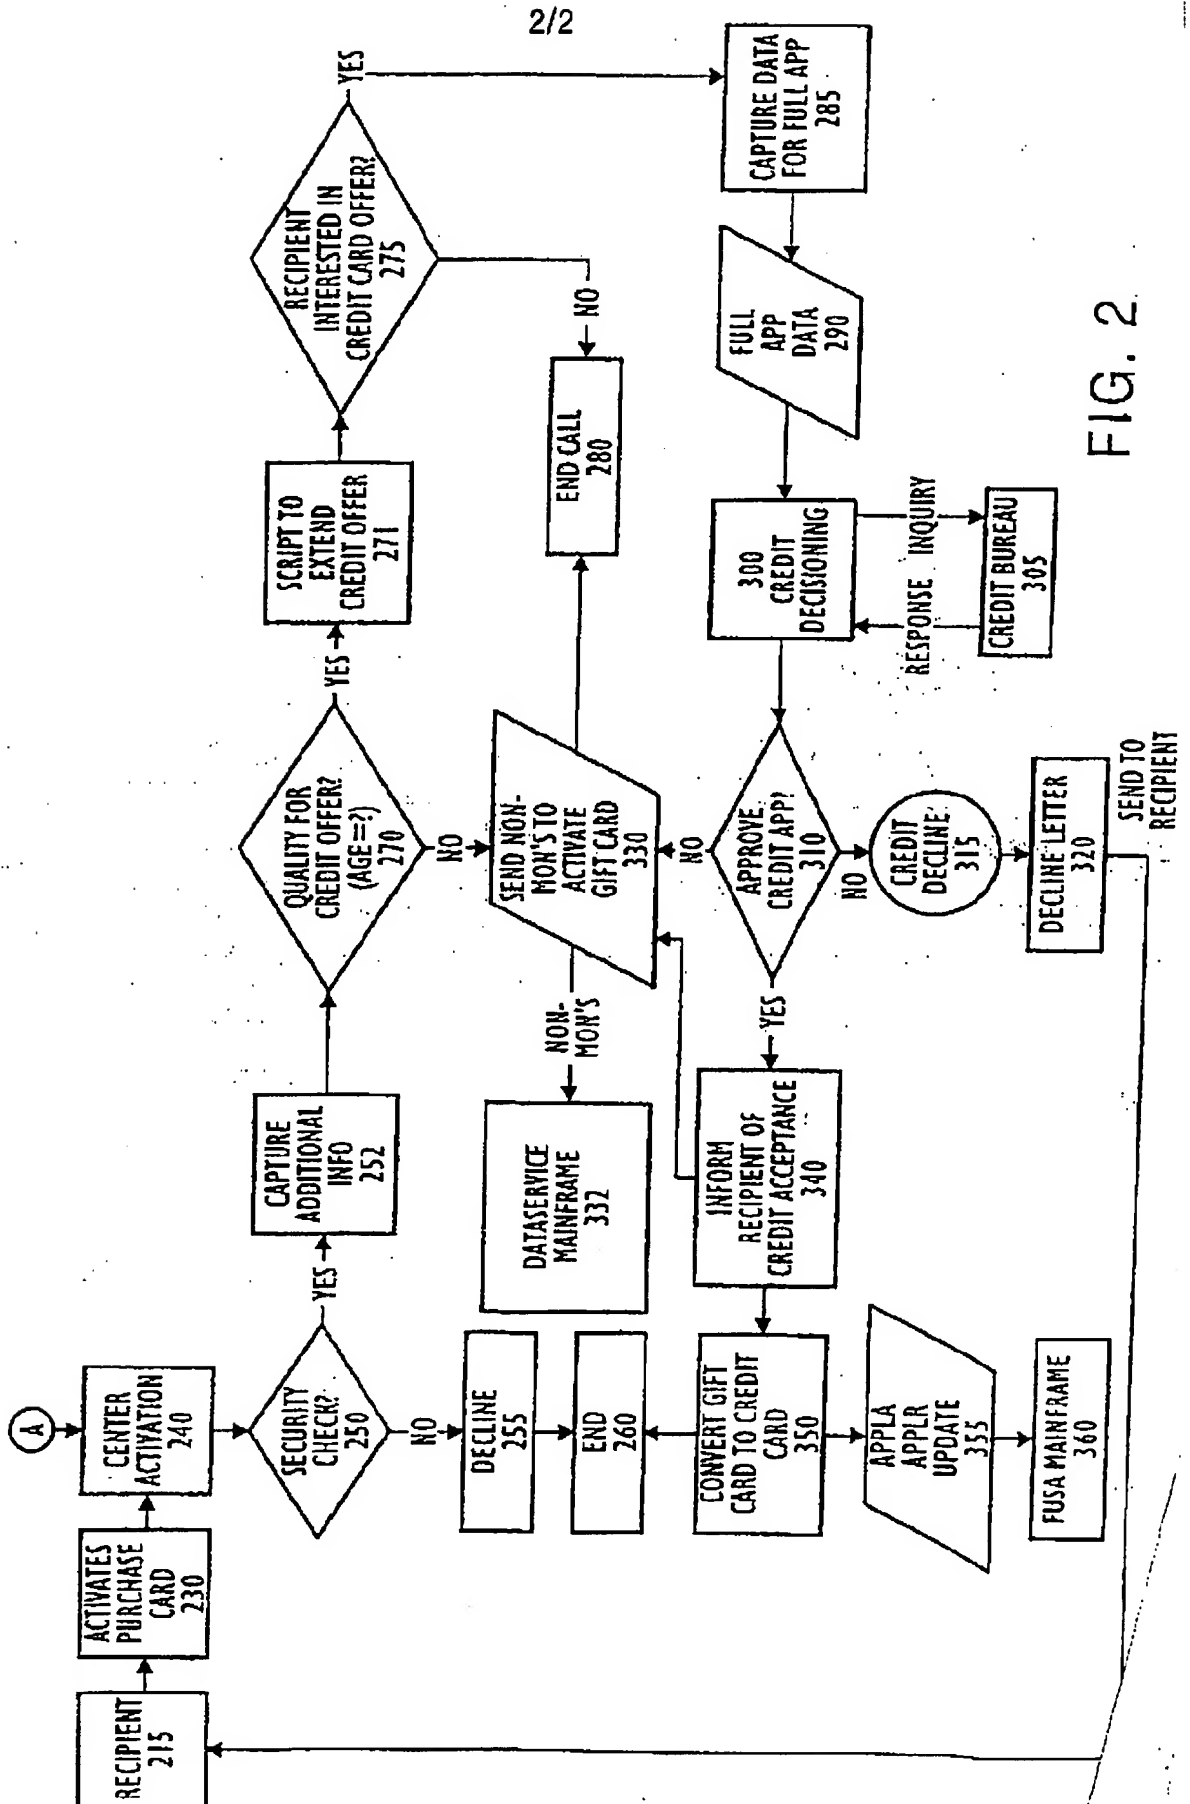 2/2
RECIPIENT
215
ACTIVATES
PURCHASE
CARD
230
A
CENTER
ACTIVATION
240
SECURITY
CHECK?
250
YES
NO
CAPTURE
ADDITIONAL
INFO
252
QUALITY FOR
CREDIT OFFER?
(AGE=?)
270
YES
NO
SCRIPT TO
EXTEND
CREDIT OFFER
271
RECIPIENT
INTERESTED IN
CREDIT CARD OFFER?
275
YES
NO
DECLINE
255
END
260
DATASERVICE
MAINFRAME
332
NON-
MON'S
SEND NON-
MON'S TO
ACTIVATE
GIFT CARD
330
END CALL
280
CONVERT GIFT
CARD TO CREDIT
CARD
350
INFORM
RECIPIENT OF
CREDIT ACCEPTANCE
340
YES
APPROVE
CREDIT APP?
310
NO
NO
300
CREDIT
DECISIONING
FULL
APP
DATA
290
CAPTURE DATA
FOR FULL APP
285
APPLA
APPLR
UPDATE
355
CREDIT
DECLINE
315
RESPONSE
INQUIRY
FUSA MAINFRAME
360
DECLINE LETTER
320
CREDIT BUREAU
305
SEND TO
RECIPIENT
FIG. 2